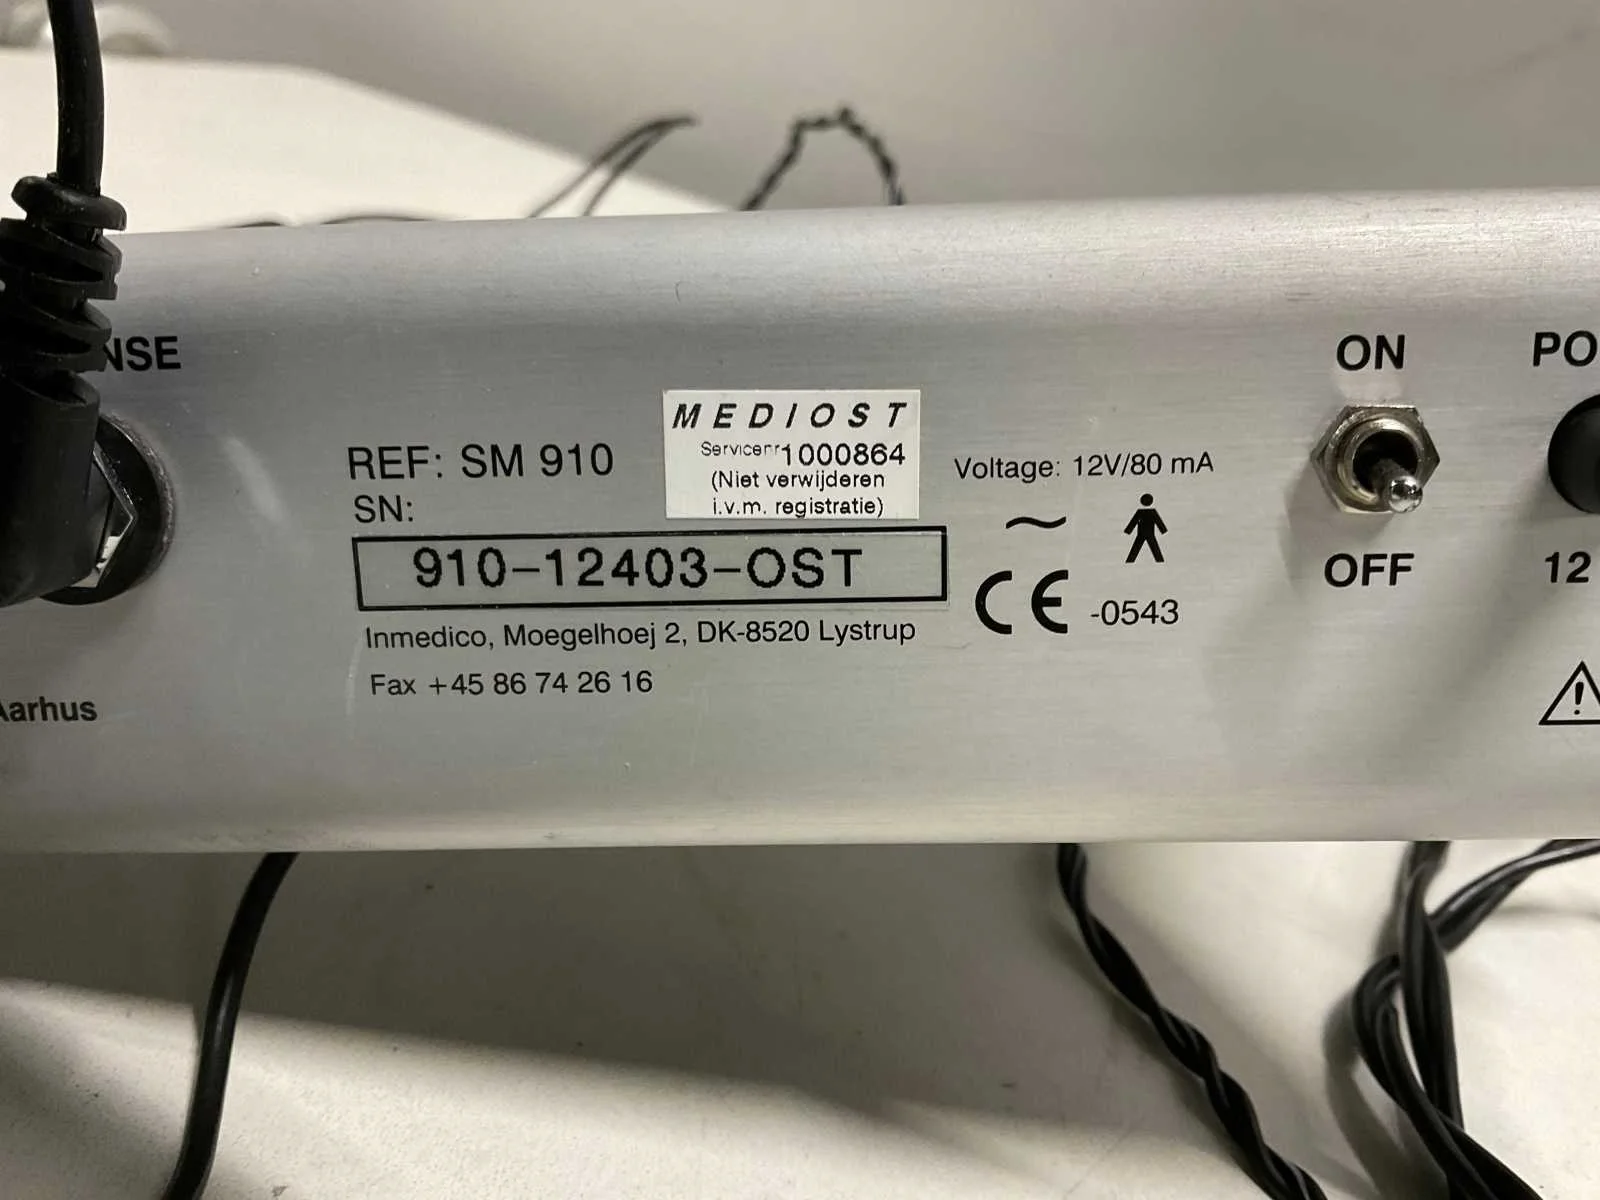 NSE
REF: SM 910
SN:
910-12403-OST
Inmedico, Moegelhoej 2, DK-8520 Lystrup
Fax +45 86 74 26 16
Aarhus
MEDIOST
Servicenr 1000864
(Niet verwijderen
i.v.m. registratie)
Voltage: 12V/80 mA
CE -0543
ON
OFF
PO
12